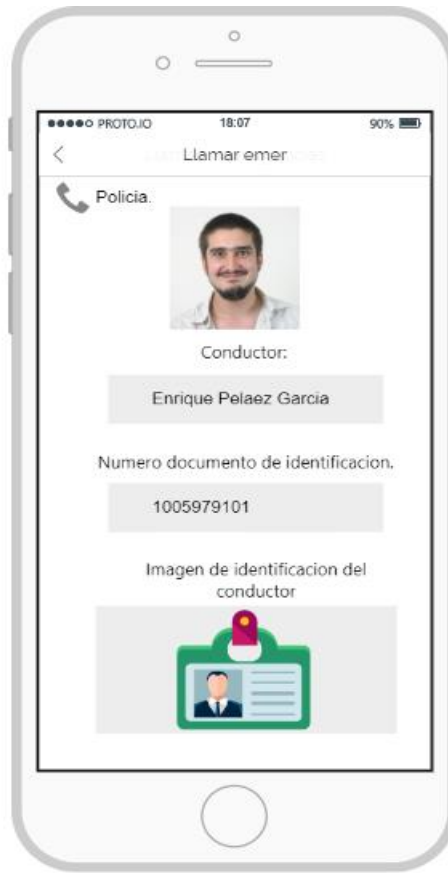 PROTO.IO 18:07 90%
Llamar emer
Policia.
Conductor:
Enrique Pelaez Garcia
Numero documento de identificacion.
1005979101
Imagen de identificacion del
conductor